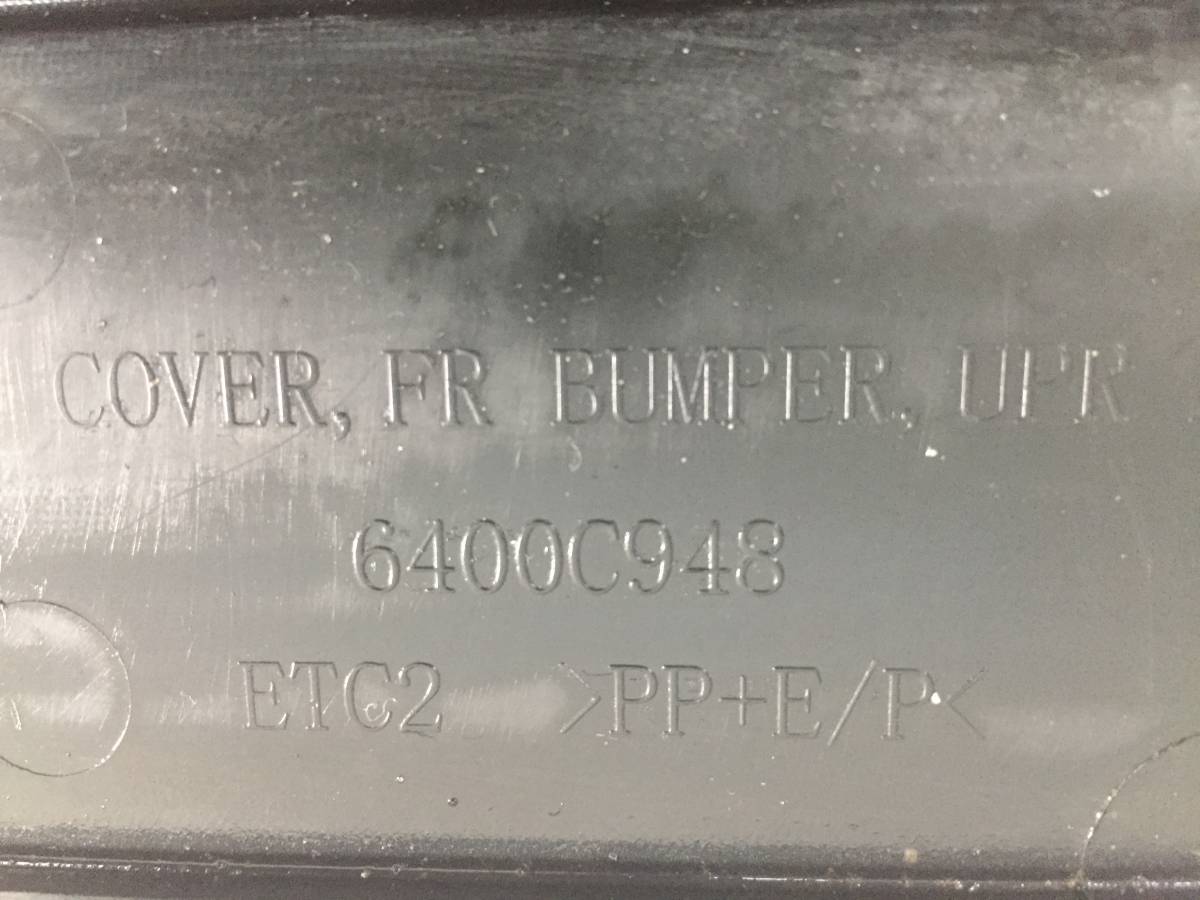 COVER, FR BUMPER, UPR
6400C948
ETC2 >PP+E/P<